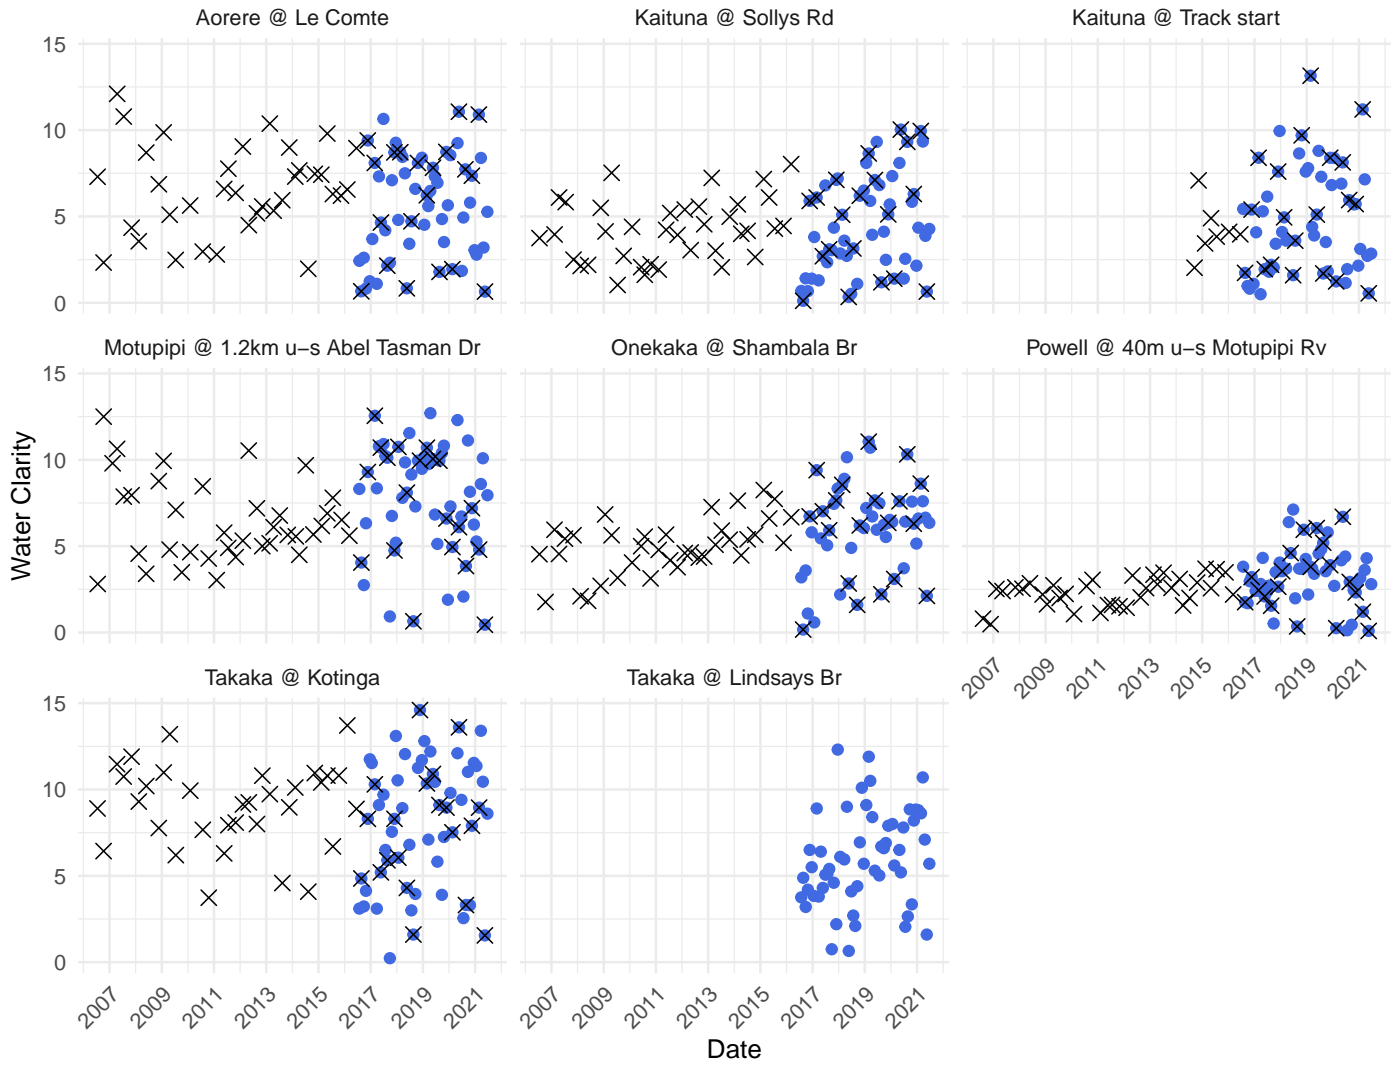 Aorere @ Le Comte
Kaituna @ Sollys Rd
Kaituna @ Track start
15
10
5
0
Motupipi @ 1.2km u−s Abel Tasman Dr
Onekaka @ Shambala Br
Powell @ 40m u−s Motupipi Rv
15
10
5
0
Water Clarity
2007 2009 2011 2013 2015 2017 2019 2021
Takaka @ Kotinga
Takaka @ Lindsays Br
15
10
5
0
2007 2009 2011 2013 2015 2017 2019 2021
2007 2009 2011 2013 2015 2017 2019 2021
Date